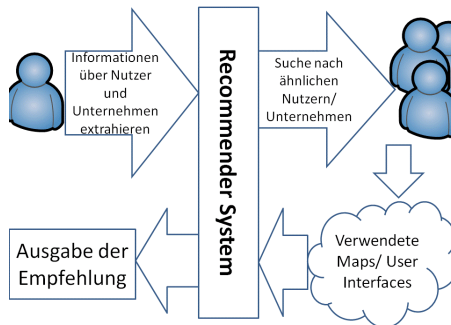 Informationen
über Nutzer
und
Unternehmen
extrahieren
Recommender System
Suche nach
ähnlichen
Nutzern/
Unternehmen
Verwendete
Maps/ User
Interfaces
Ausgabe der
Empfehlung